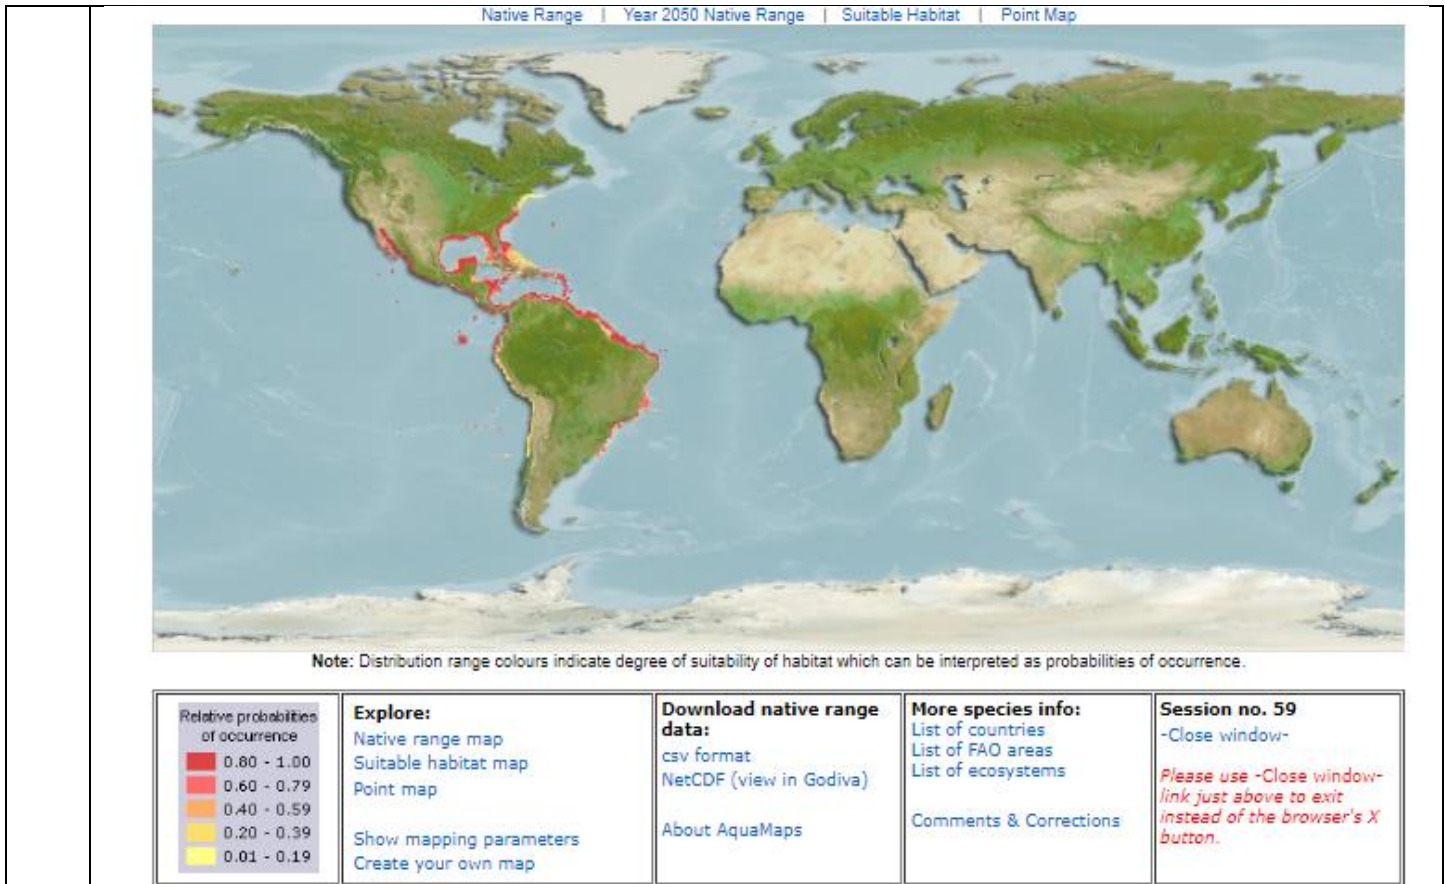 Native Range | Year 2050 Native Range | Suitable Habitat | Point Map
Note: Distribution range colours indicate degree of suitability of habitat which can be interpreted as probabilities of occurrence.
Relative probabilities
of occurrence
0.80 - 1.00
0.60 - 0.79
0.40 - 0.59
0.20 - 0.39
0.01 - 0.19
Explore:
Native range map
Suitable habitat map
Point map
Show mapping parameters
Create your own map
Download native range
data:
csv format
NetCDF (view in Godiva)
About AquaMaps
More species info:
List of countries
List of FAO areas
List of ecosystems
Comments & Corrections
Session no. 59
-Close window-
Please use -Close window-
link just above to exit
instead of the browser's X
button.